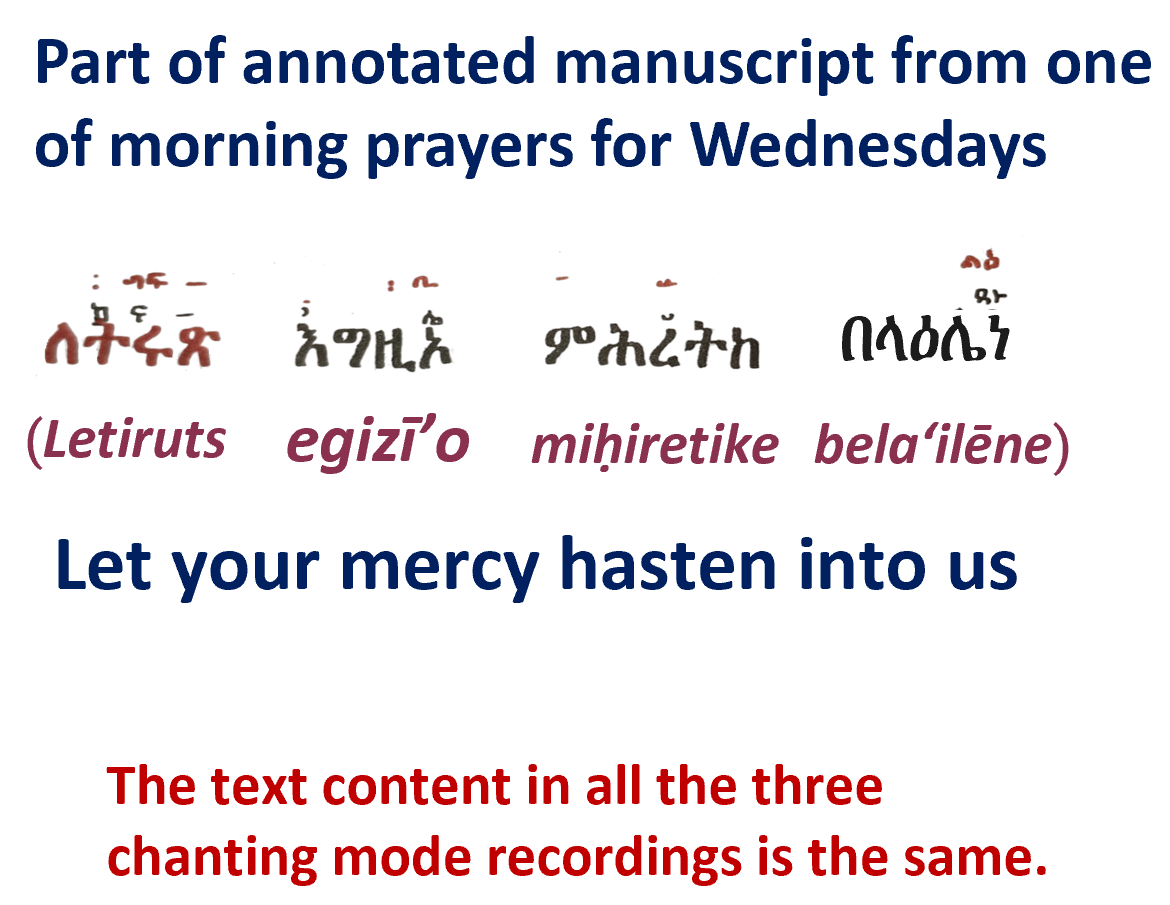 Part of annotated manuscript from one
of morning prayers for Wednesdays
ለትሩጽ እግዚኦ ምሕረትከ በላዕሌነ
(Letiruts egizī’o miḥiretike bela‘ilēne)
Let your mercy hasten into us
The text content in all the three
chanting mode recordings is the same.